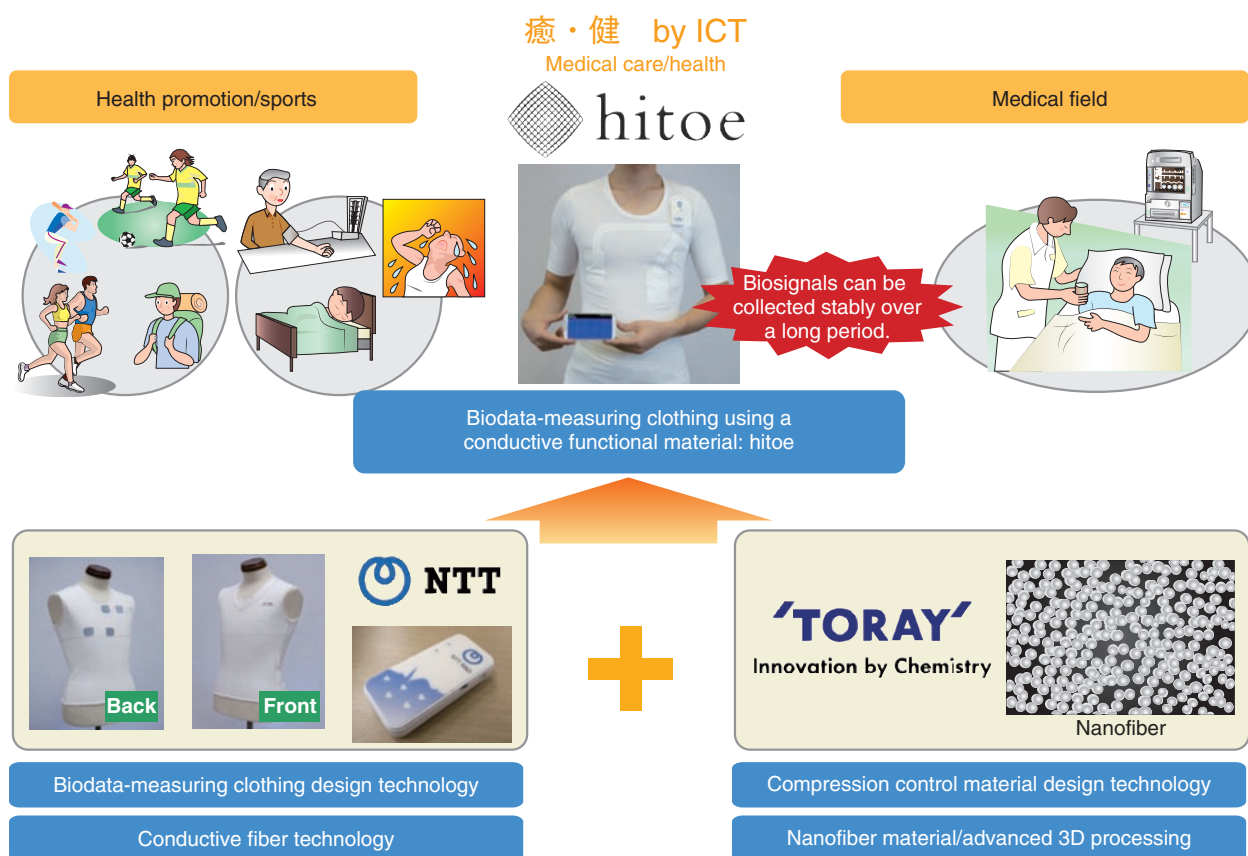 癒・健 by ICT
Medical care/health
hitoe
Health promotion/sports
Medical field
Biosignals can be
collected stably over
a long period.
Biodata-measuring clothing using a
conductive functional material: hitoe
Back
Front
NTT
'TORAY'
Innovation by Chemistry
Nanofiber
Biodata-measuring clothing design technology
Conductive fiber technology
Compression control material design technology
Nanofiber material/advanced 3D processing